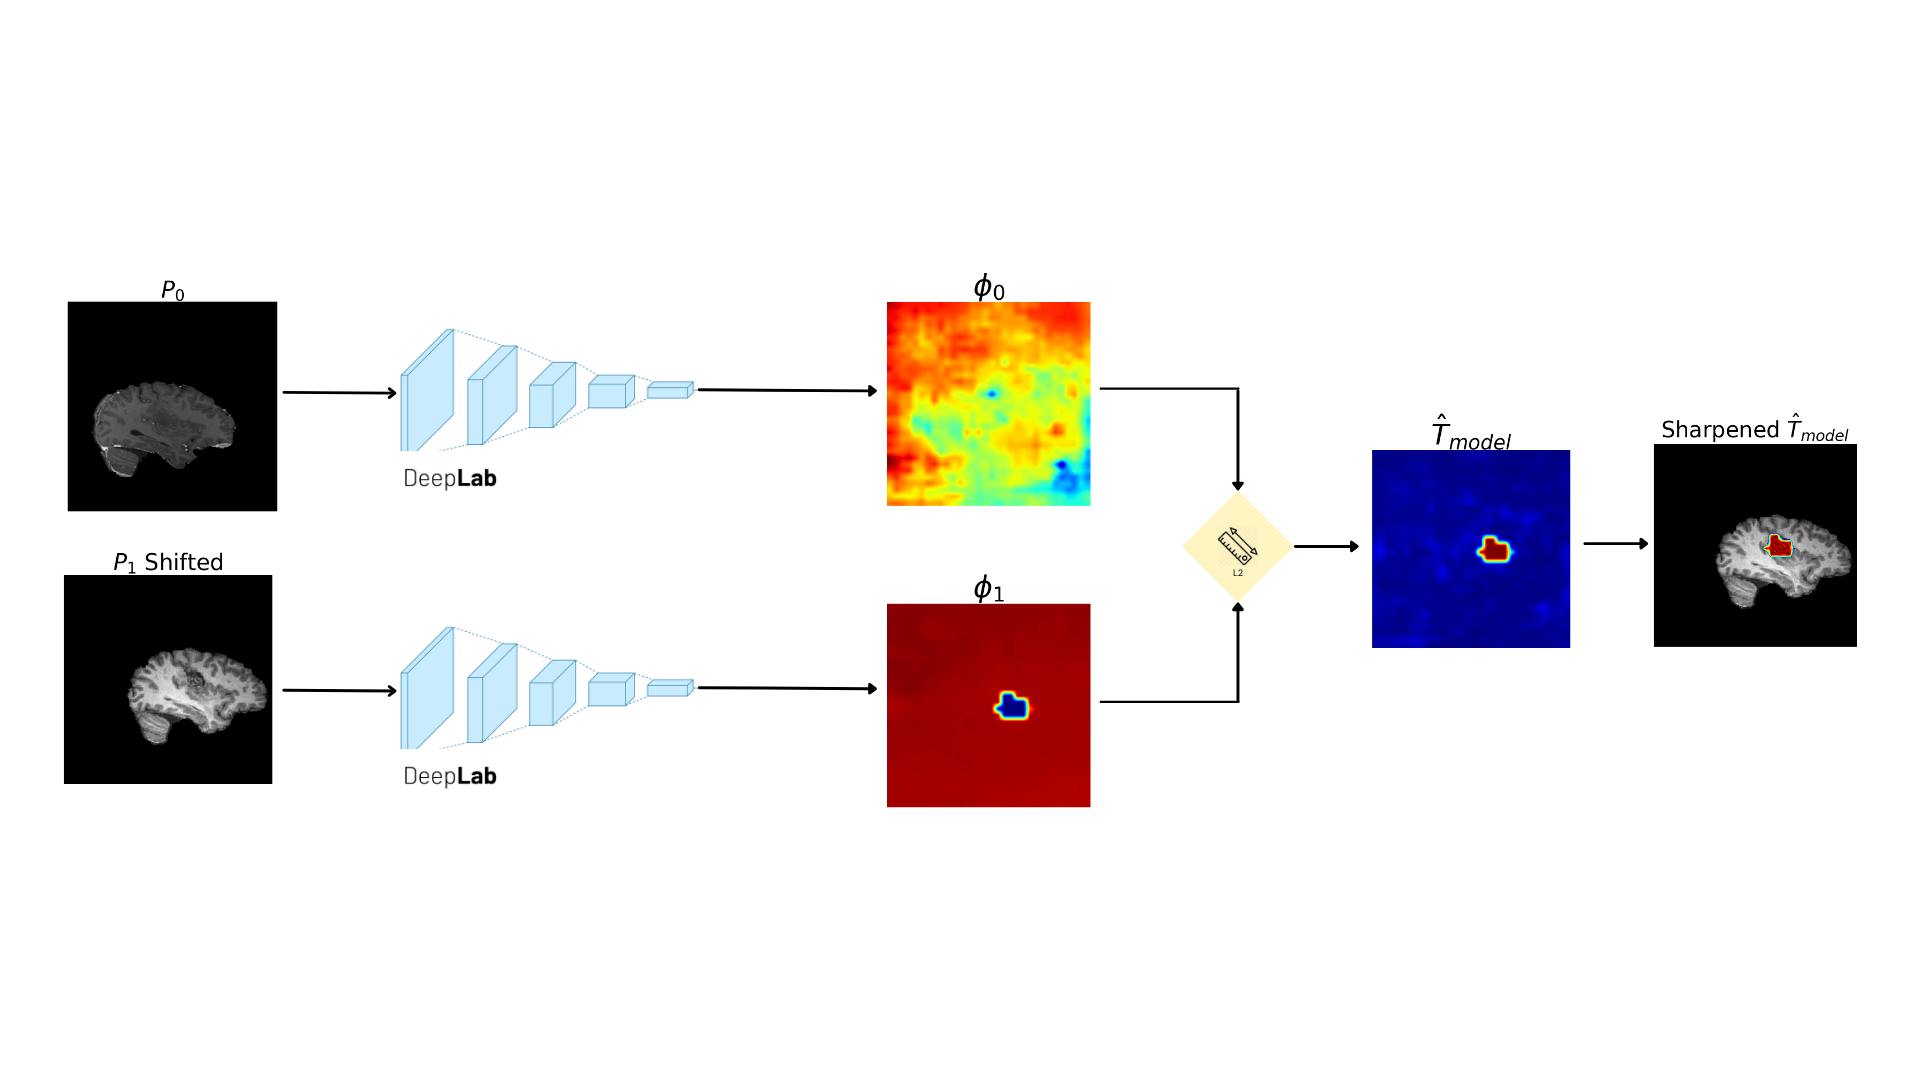 P₀
DeepLab
ϕ₀
P₁ Shifted
DeepLab
ϕ₁
L2
T̂model
Sharpened T̂model